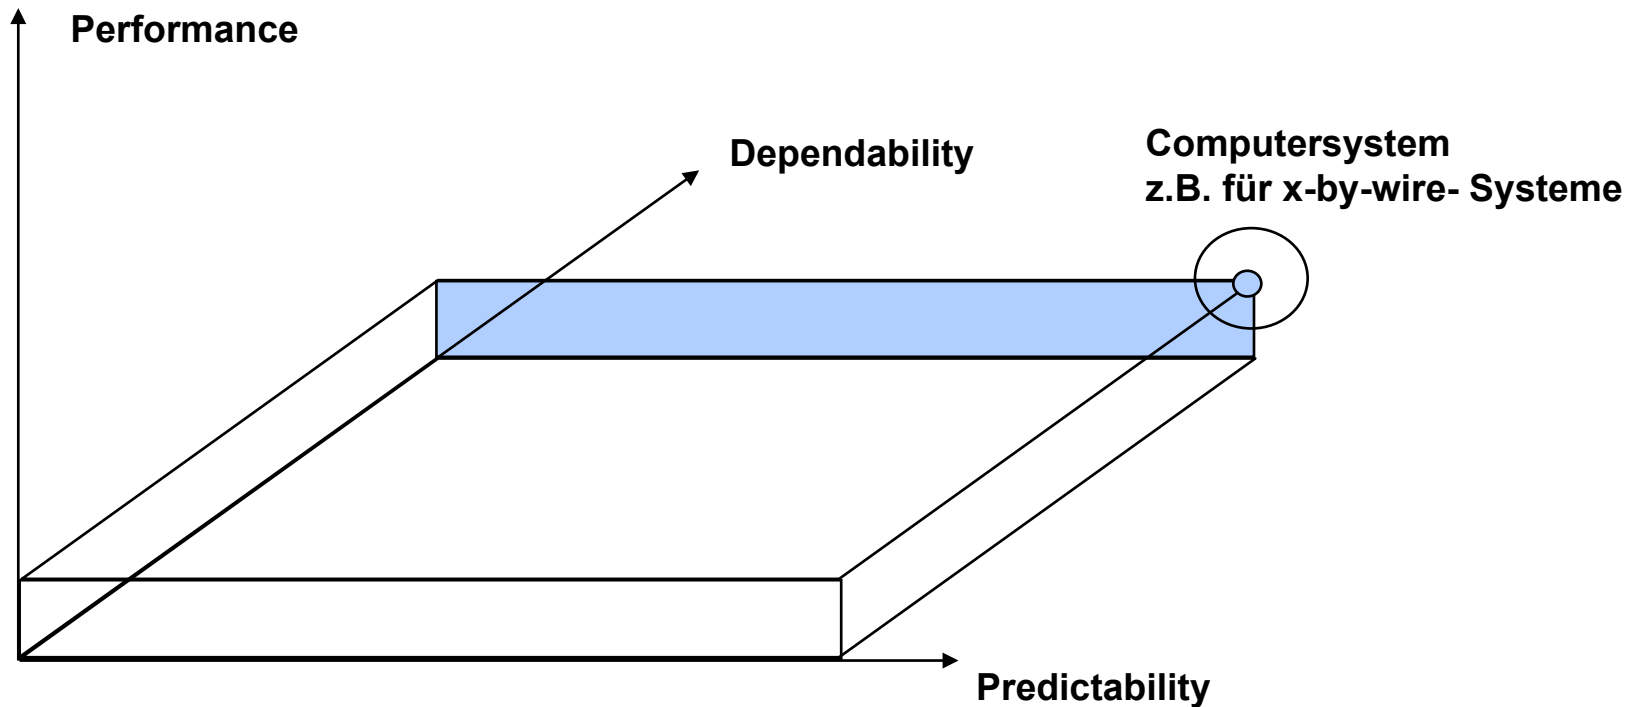 Performance
Dependability
Computersystem
z.B. für x-by-wire- Systeme
Predictability